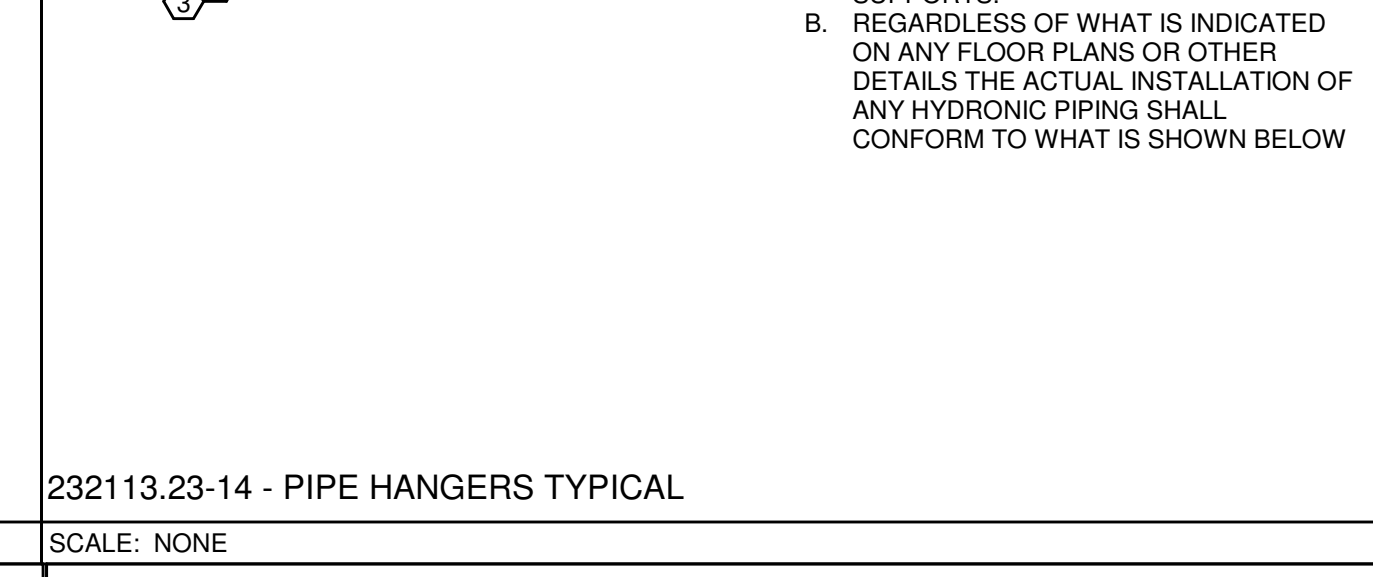 3
SUPPORTS.
B. REGARDLESS OF WHAT IS INDICATED
ON ANY FLOOR PLANS OR OTHER
DETAILS THE ACTUAL INSTALLATION OF
ANY HYDRONIC PIPING SHALL
CONFORM TO WHAT IS SHOWN BELOW
232113.23-14 - PIPE HANGERS TYPICAL
SCALE: NONE